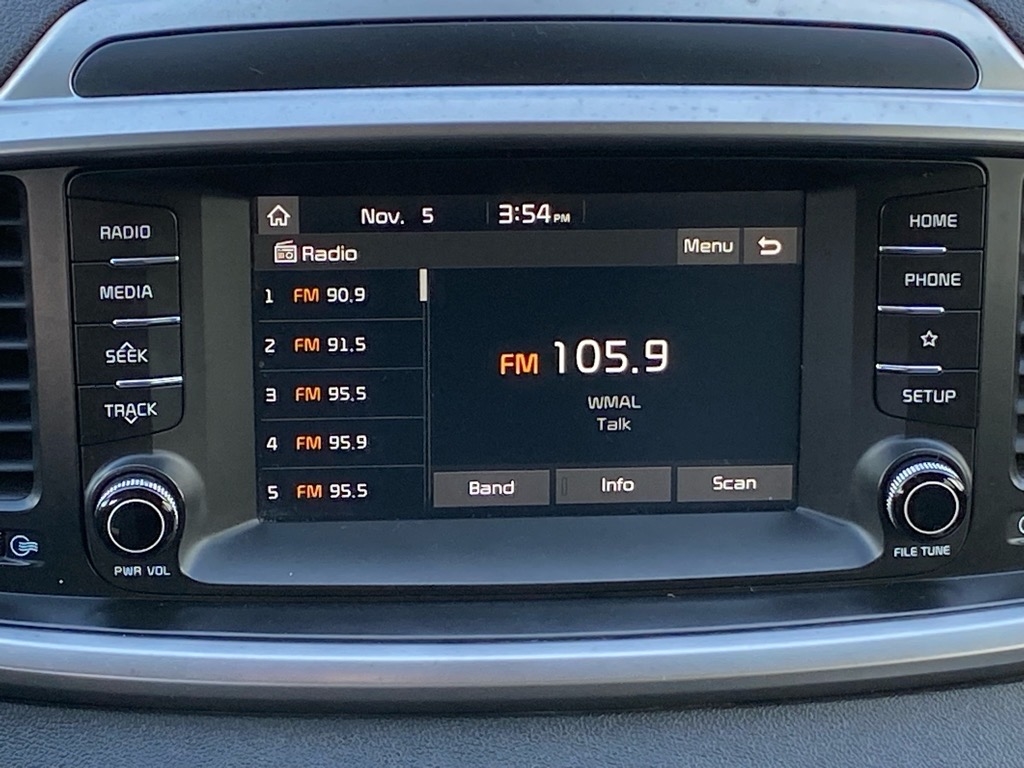 Nov. 5 3:54 PM
Radio Menu
1 FM 90.9
2 FM 91.5
3 FM 95.5
4 FM 95.9
5 FM 95.5
FM 105.9
WMAL
Talk
Band Info Scan
RADIO
MEDIA
SEEK
TRACK
PWR VOL
HOME
PHONE
SETUP
FILE TUNE